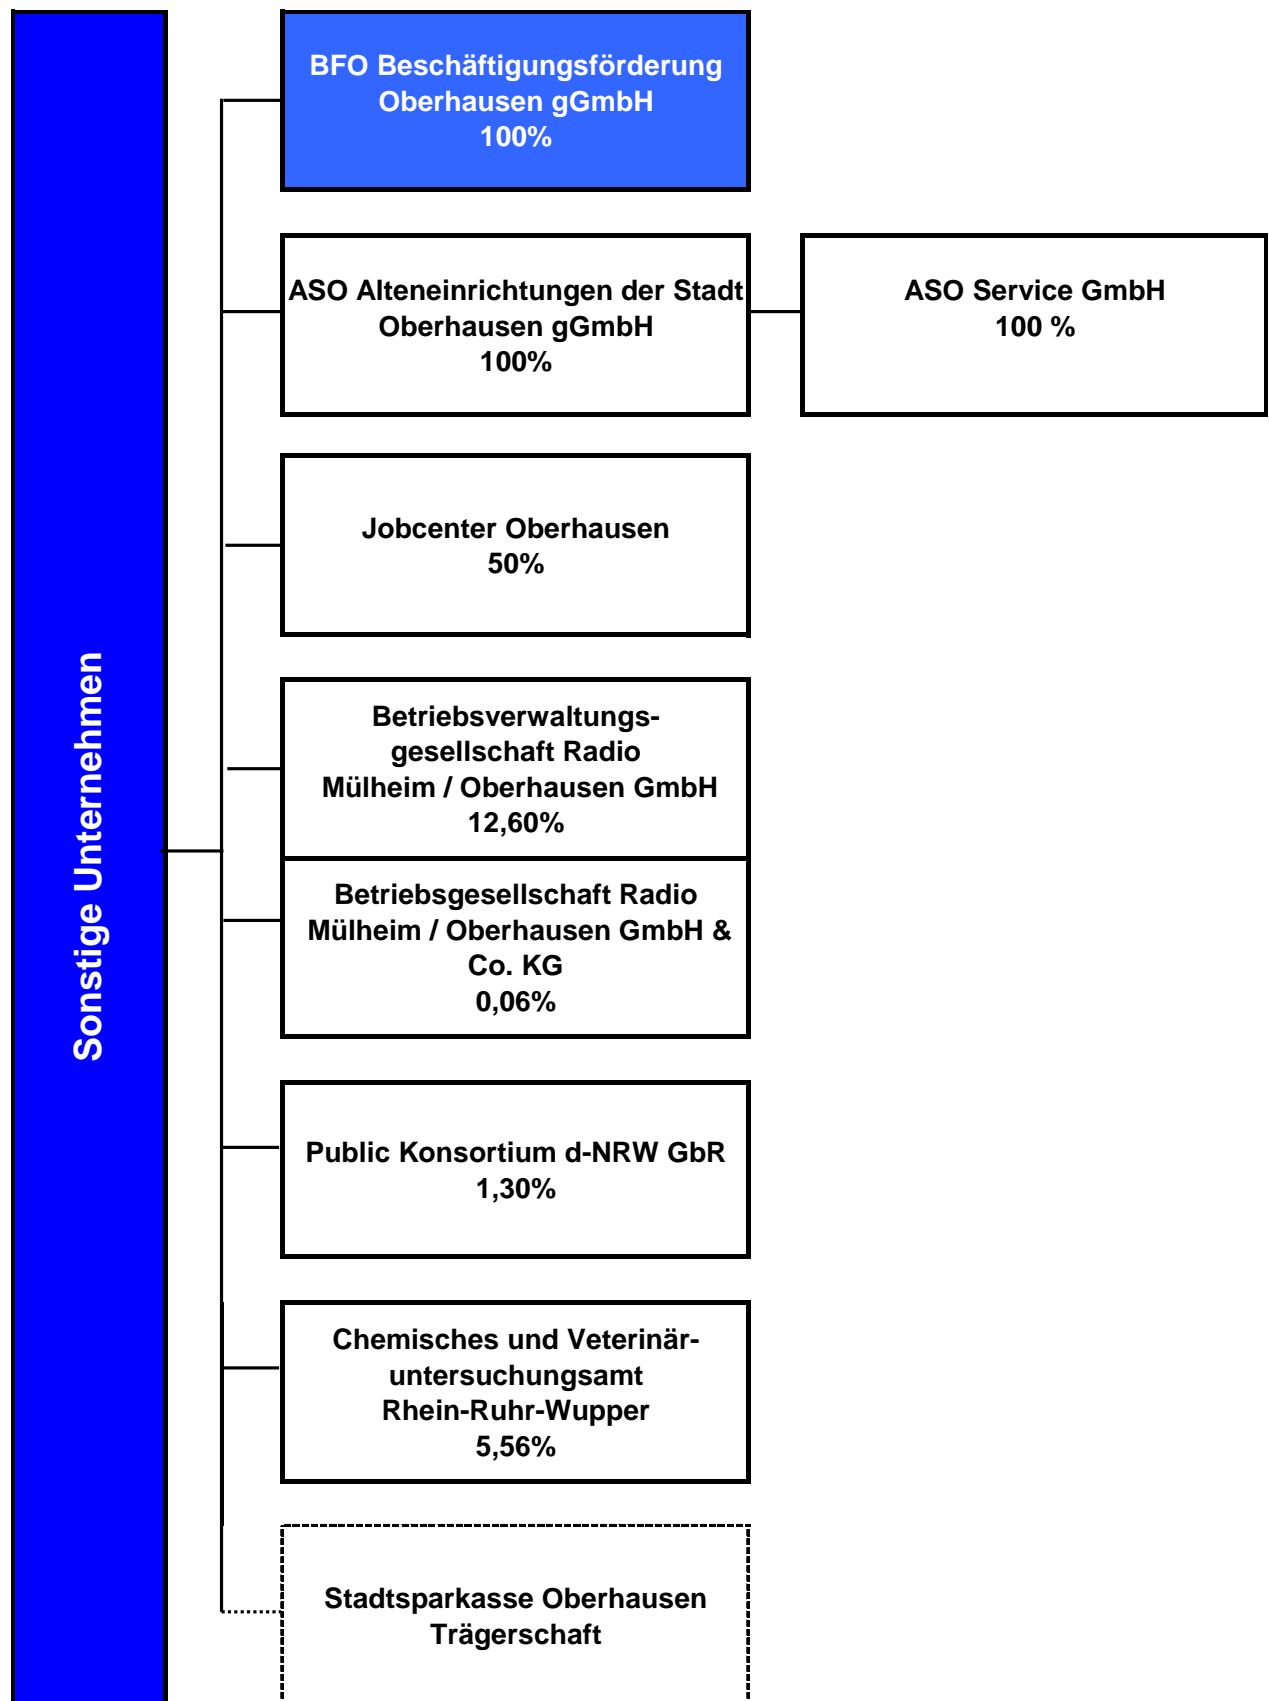 Sonstige Unternehmen
BFO Beschäftigungsförderung
Oberhausen gGmbH
100%
ASO Alteneinrichtungen der Stadt
Oberhausen gGmbH
100%
ASO Service GmbH
100 %
Jobcenter Oberhausen
50%
Betriebsverwaltungs-
gesellschaft Radio
Mülheim / Oberhausen GmbH
12,60%
Betriebsgesellschaft Radio
Mülheim / Oberhausen GmbH &
Co. KG
0,06%
Public Konsortium d-NRW GbR
1,30%
Chemisches und Veterinär-
untersuchungsamt
Rhein-Ruhr-Wupper
5,56%
Stadtsparkasse Oberhausen
Trägerschaft